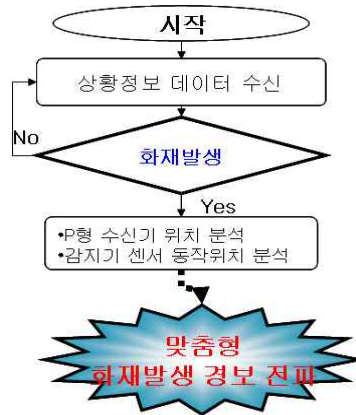 시작
상황정보 데이터 수신
No
화재발생
Yes
•P형 수신기 위치 분석
•감지기 센서 동작위치 분석
맞춤형
화재발생 경보 전파